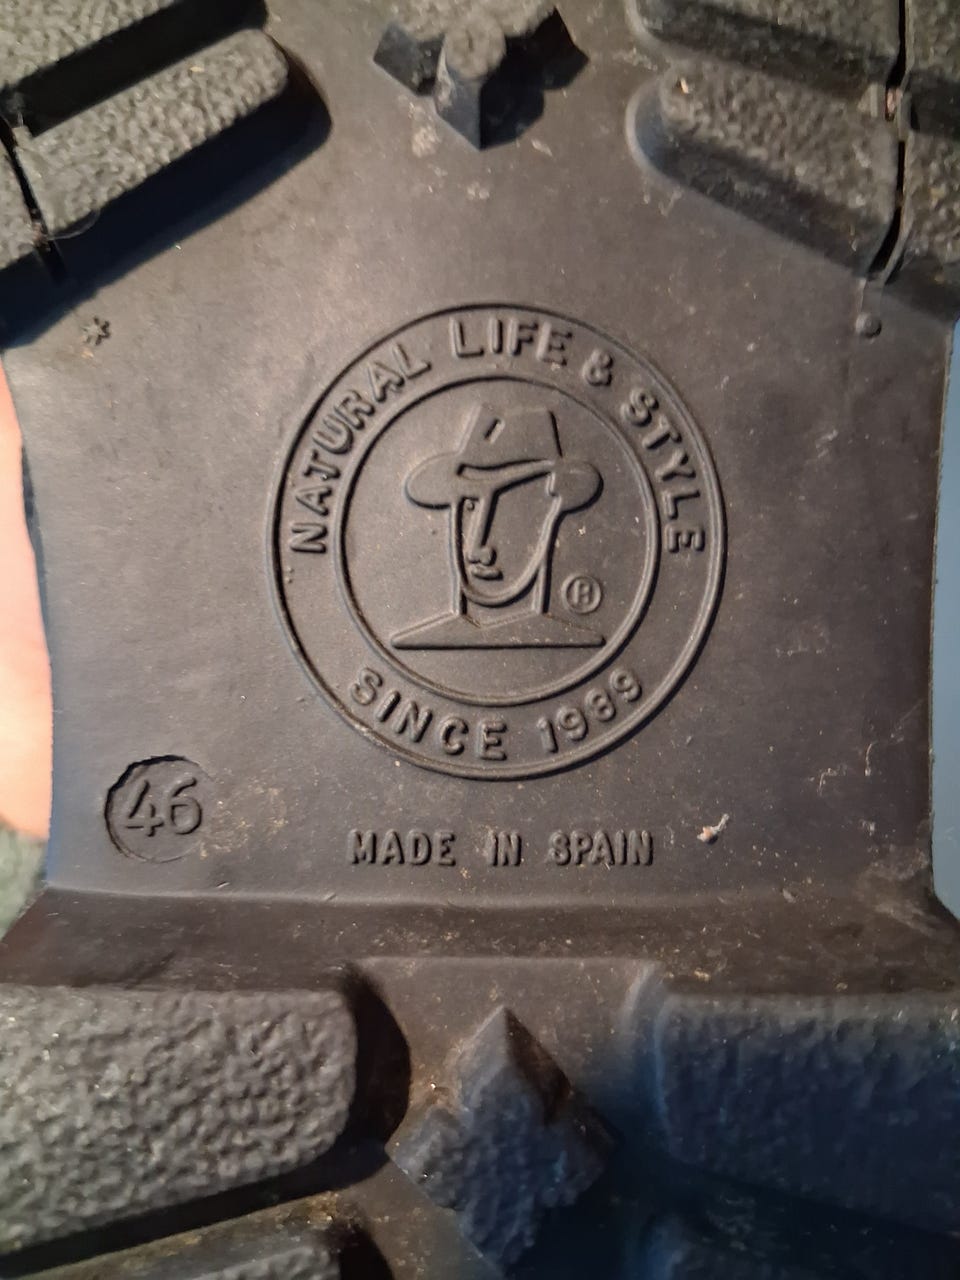 NATURAL LIFE & STYLE
®
SINCE 1989
46
MADE IN SPAIN